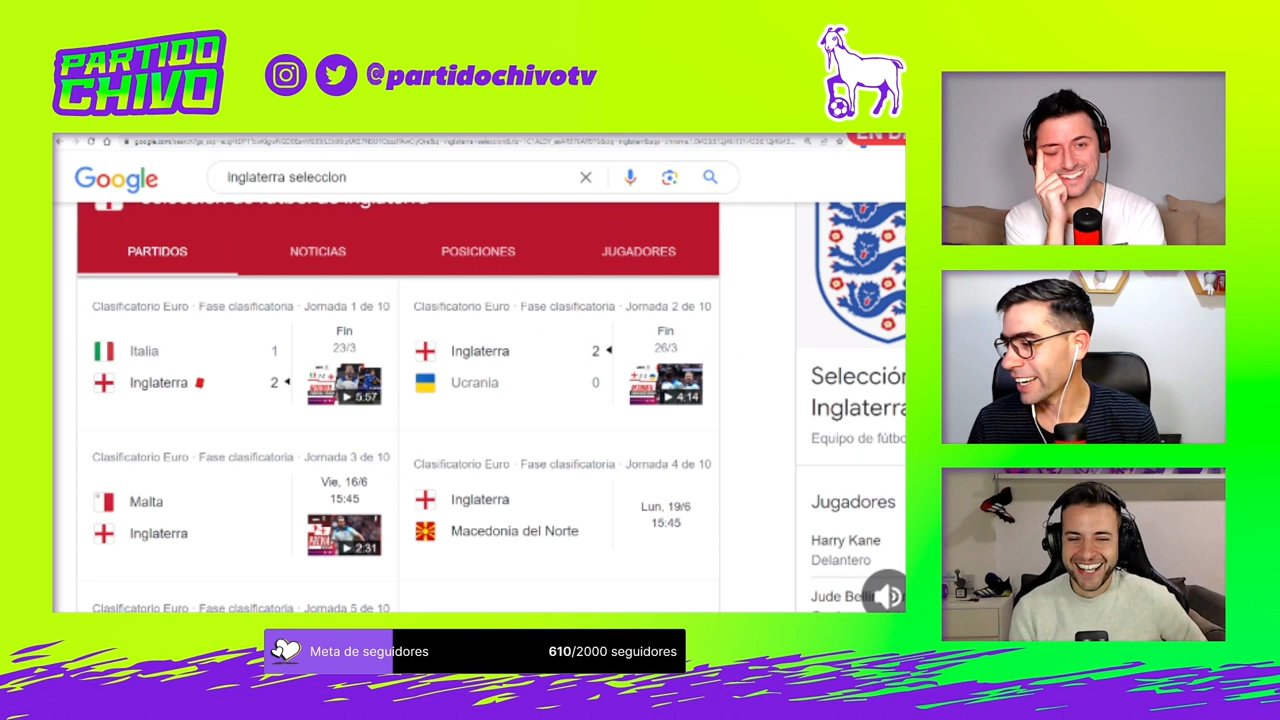 PARTIDO
CHIVO
@partidochivotv
Google
inglaterra seleccion
PARTIDOS
NOTICIAS
POSICIONES
JUGADORES
Clasificatorio Euro · Fase clasificatoria · Jornada 1 de 10
Italia 1
Inglaterra 2
Fin
23/3
5:57
Clasificatorio Euro · Fase clasificatoria · Jornada 2 de 10
Inglaterra 2
Ucrania 0
Fin
26/3
4:14
Clasificatorio Euro · Fase clasificatoria · Jornada 3 de 10
Malta
Inglaterra
Vie, 16/6
15:45
2:31
Clasificatorio Euro · Fase clasificatoria · Jornada 4 de 10
Inglaterra
Macedonia del Norte
Lun, 19/6
15:45
Clasificatorio Euro · Fase clasificatoria · Jornada 5 de 10
Selección
Inglaterra
Equipo de fútbo
Jugadores
Harry Kane
Delantero
Jude Bellin
Meta de seguidores
610/2000 seguidores